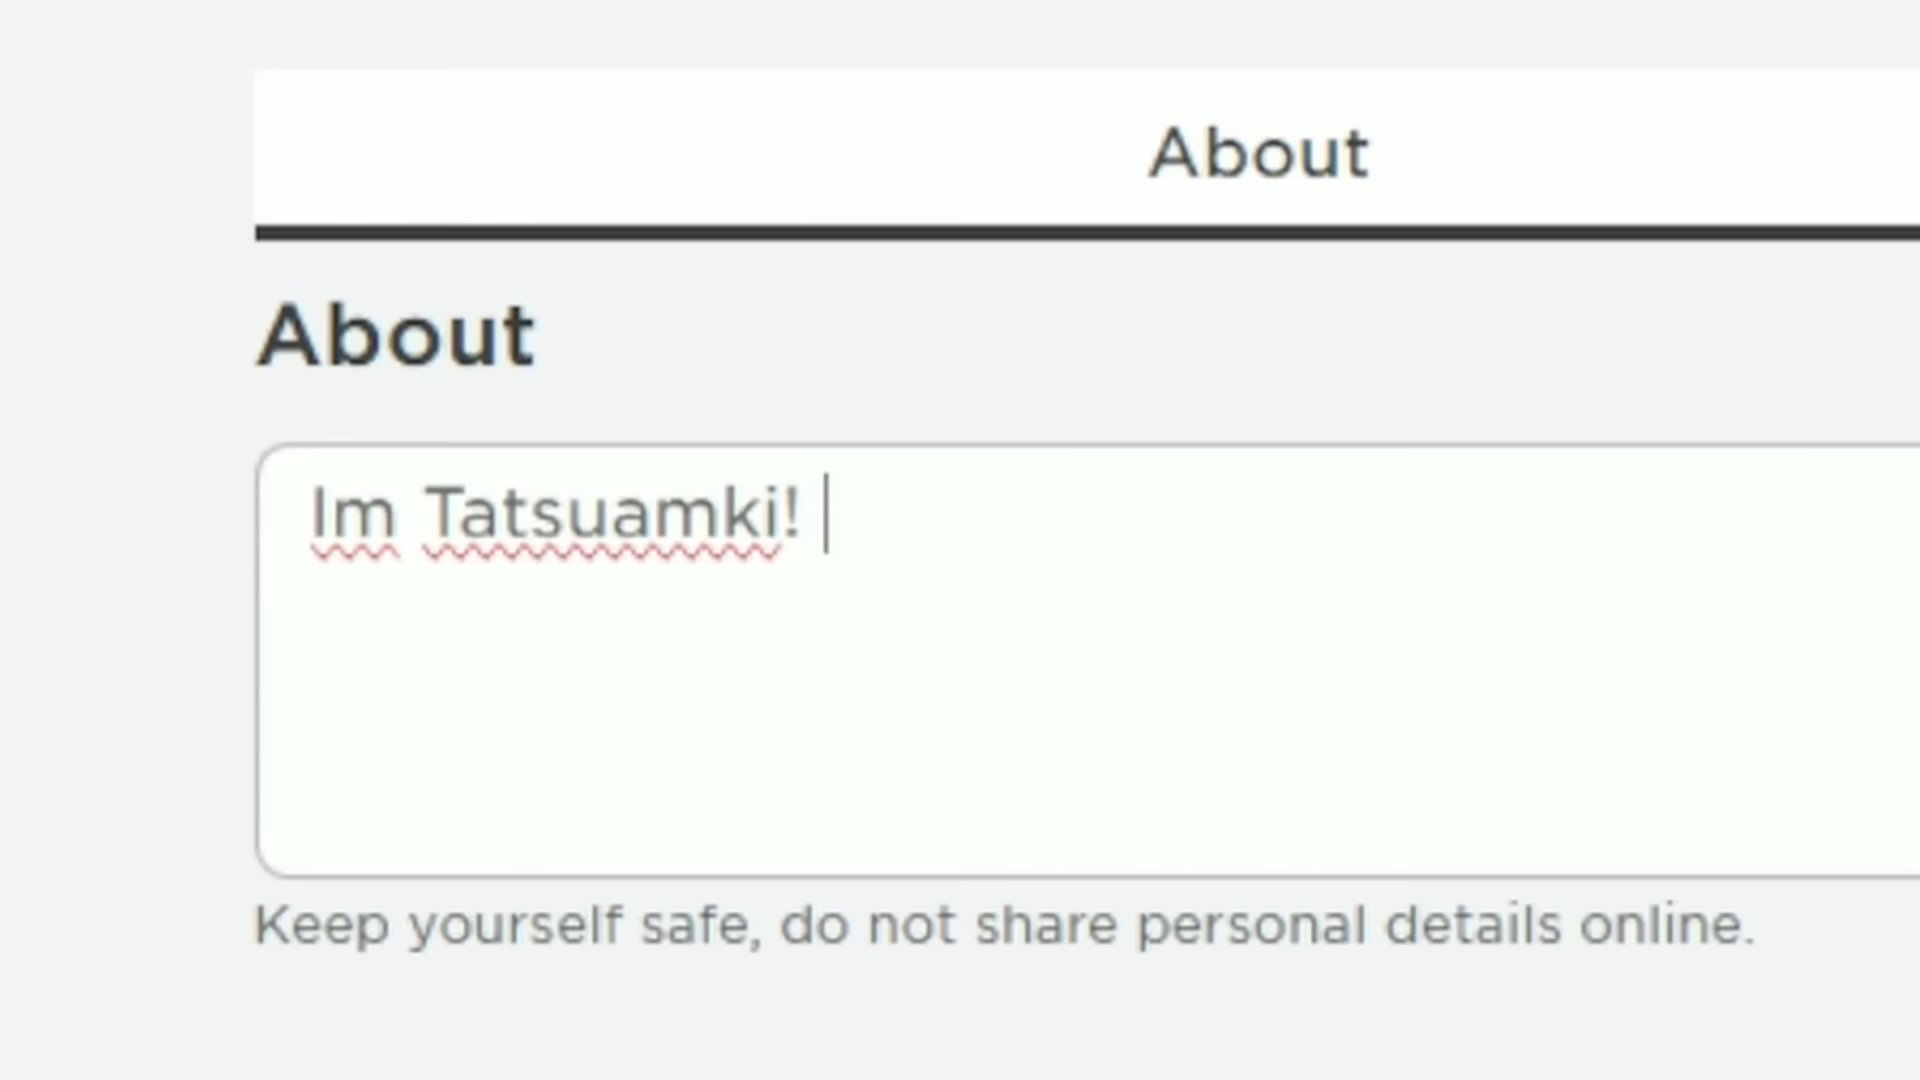 About
About
Im Tatsuamki!
Keep yourself safe, do not share personal details online.